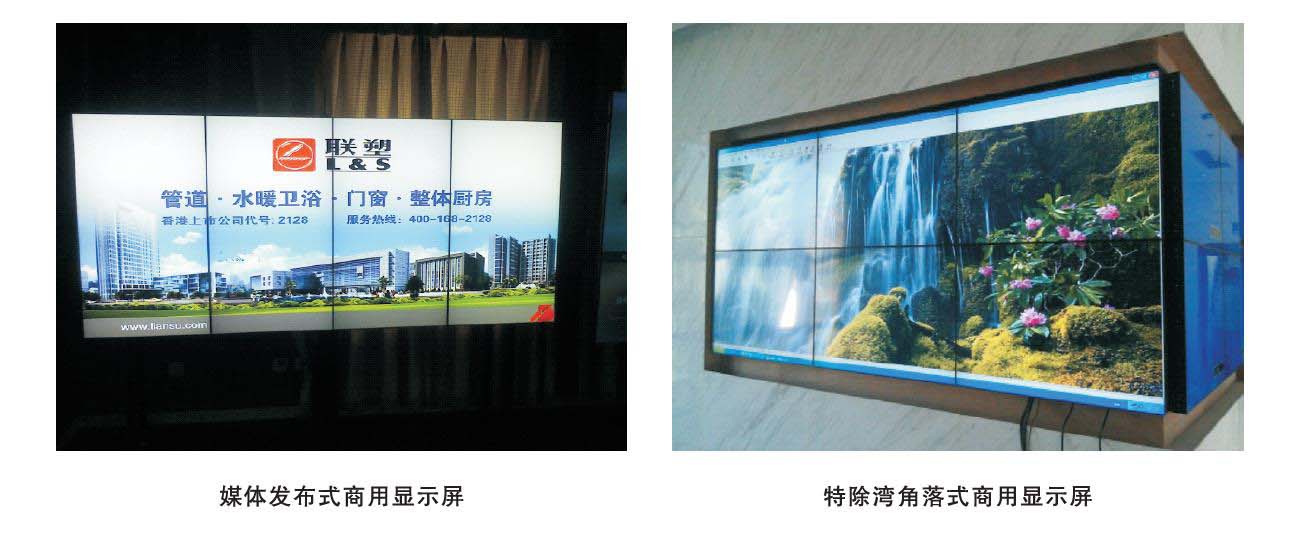 联塑
L&S
管道·水暖卫浴·门窗·整体厨房
香港上市公司代号: 2128 服务热线: 400-168-2128
www.liansu.com
媒体发布式商用显示屏
特除湾角落式商用显示屏